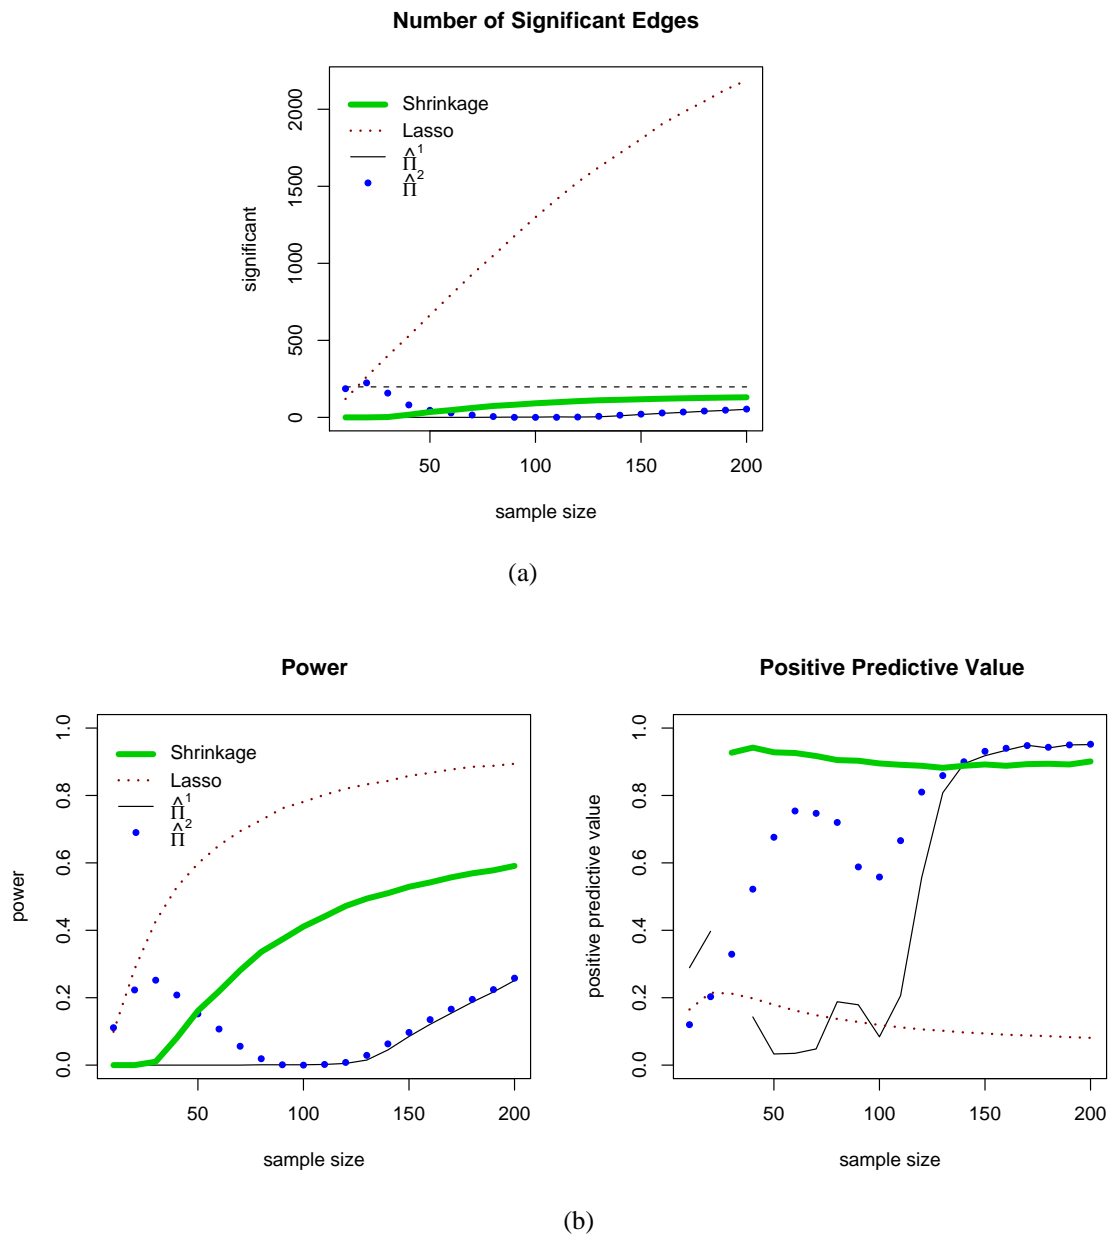 Number of Significant Edges
significant
0 500 1000 1500 2000
Shrinkage
Lasso
Π̂¹
Π̂²
50 100 150 200
sample size
(a)
Power
power
0.0 0.2 0.4 0.6 0.8 1.0
Shrinkage
Lasso
Π̂¹
Π̂²
50 100 150 200
sample size
Positive Predictive Value
positive predictive value
0.0 0.2 0.4 0.6 0.8 1.0
50 100 150 200
sample size
(b)